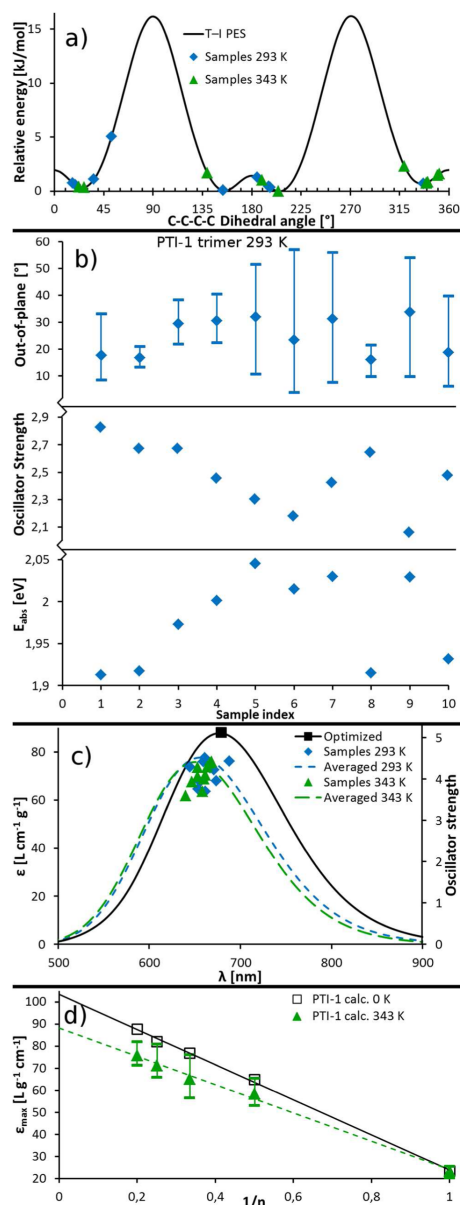 a)
T–I PES
Samples 293 K
Samples 343 K
Relative energy [kJ/mol]
15
10
5
0
0 45 90 135 180 225 270 315 360
C-C-C-C Dihedral angle [°]
b)
PTI-1 trimer 293 K
Out-of-plane [°]
60
50
40
30
20
10
Oscillator Strength
2,9
2,7
2,5
2,3
2,1
E abs [eV]
2,05
2
1,95
1,9
1 2 3 4 5 6 7 8 9 10
Sample index
c)
Optimized
Samples 293 K
Averaged 293 K
Samples 343 K
Averaged 343 K
ε [L cm⁻¹ g⁻¹]
80
60
40
20
0
500 600 700 800 900
λ [nm]
5
4
3
2
1
0
Oscillator strength
d)
PTI-1 calc. 0 K
PTI-1 calc. 343 K
εmax [L g⁻¹ cm⁻¹]
100
90
80
70
60
50
40
30
20
0 0,2 0,4 0,6 0,8 1
1/n